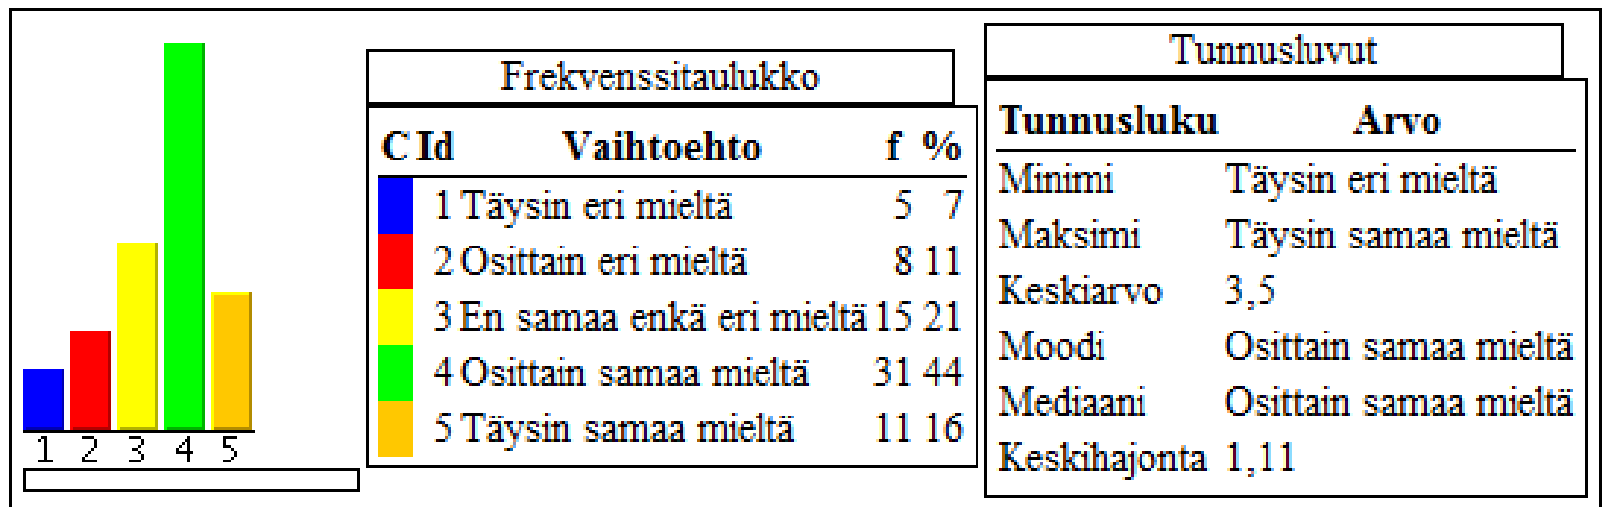 1 2 3 4 5
Frekvenssitaulukko
C Id Vaihtoehto f %
1 Täysin eri mieltä 5 7
2 Osittain eri mieltä 8 11
3 En samaa enkä eri mieltä 15 21
4 Osittain samaa mieltä 31 44
5 Täysin samaa mieltä 11 16
Tunnusluvut
Tunnusluku Arvo
Minimi Täysin eri mieltä
Maksimi Täysin samaa mieltä
Keskiarvo 3,5
Moodi Osittain samaa mieltä
Mediaani Osittain samaa mieltä
Keskihajonta 1,11